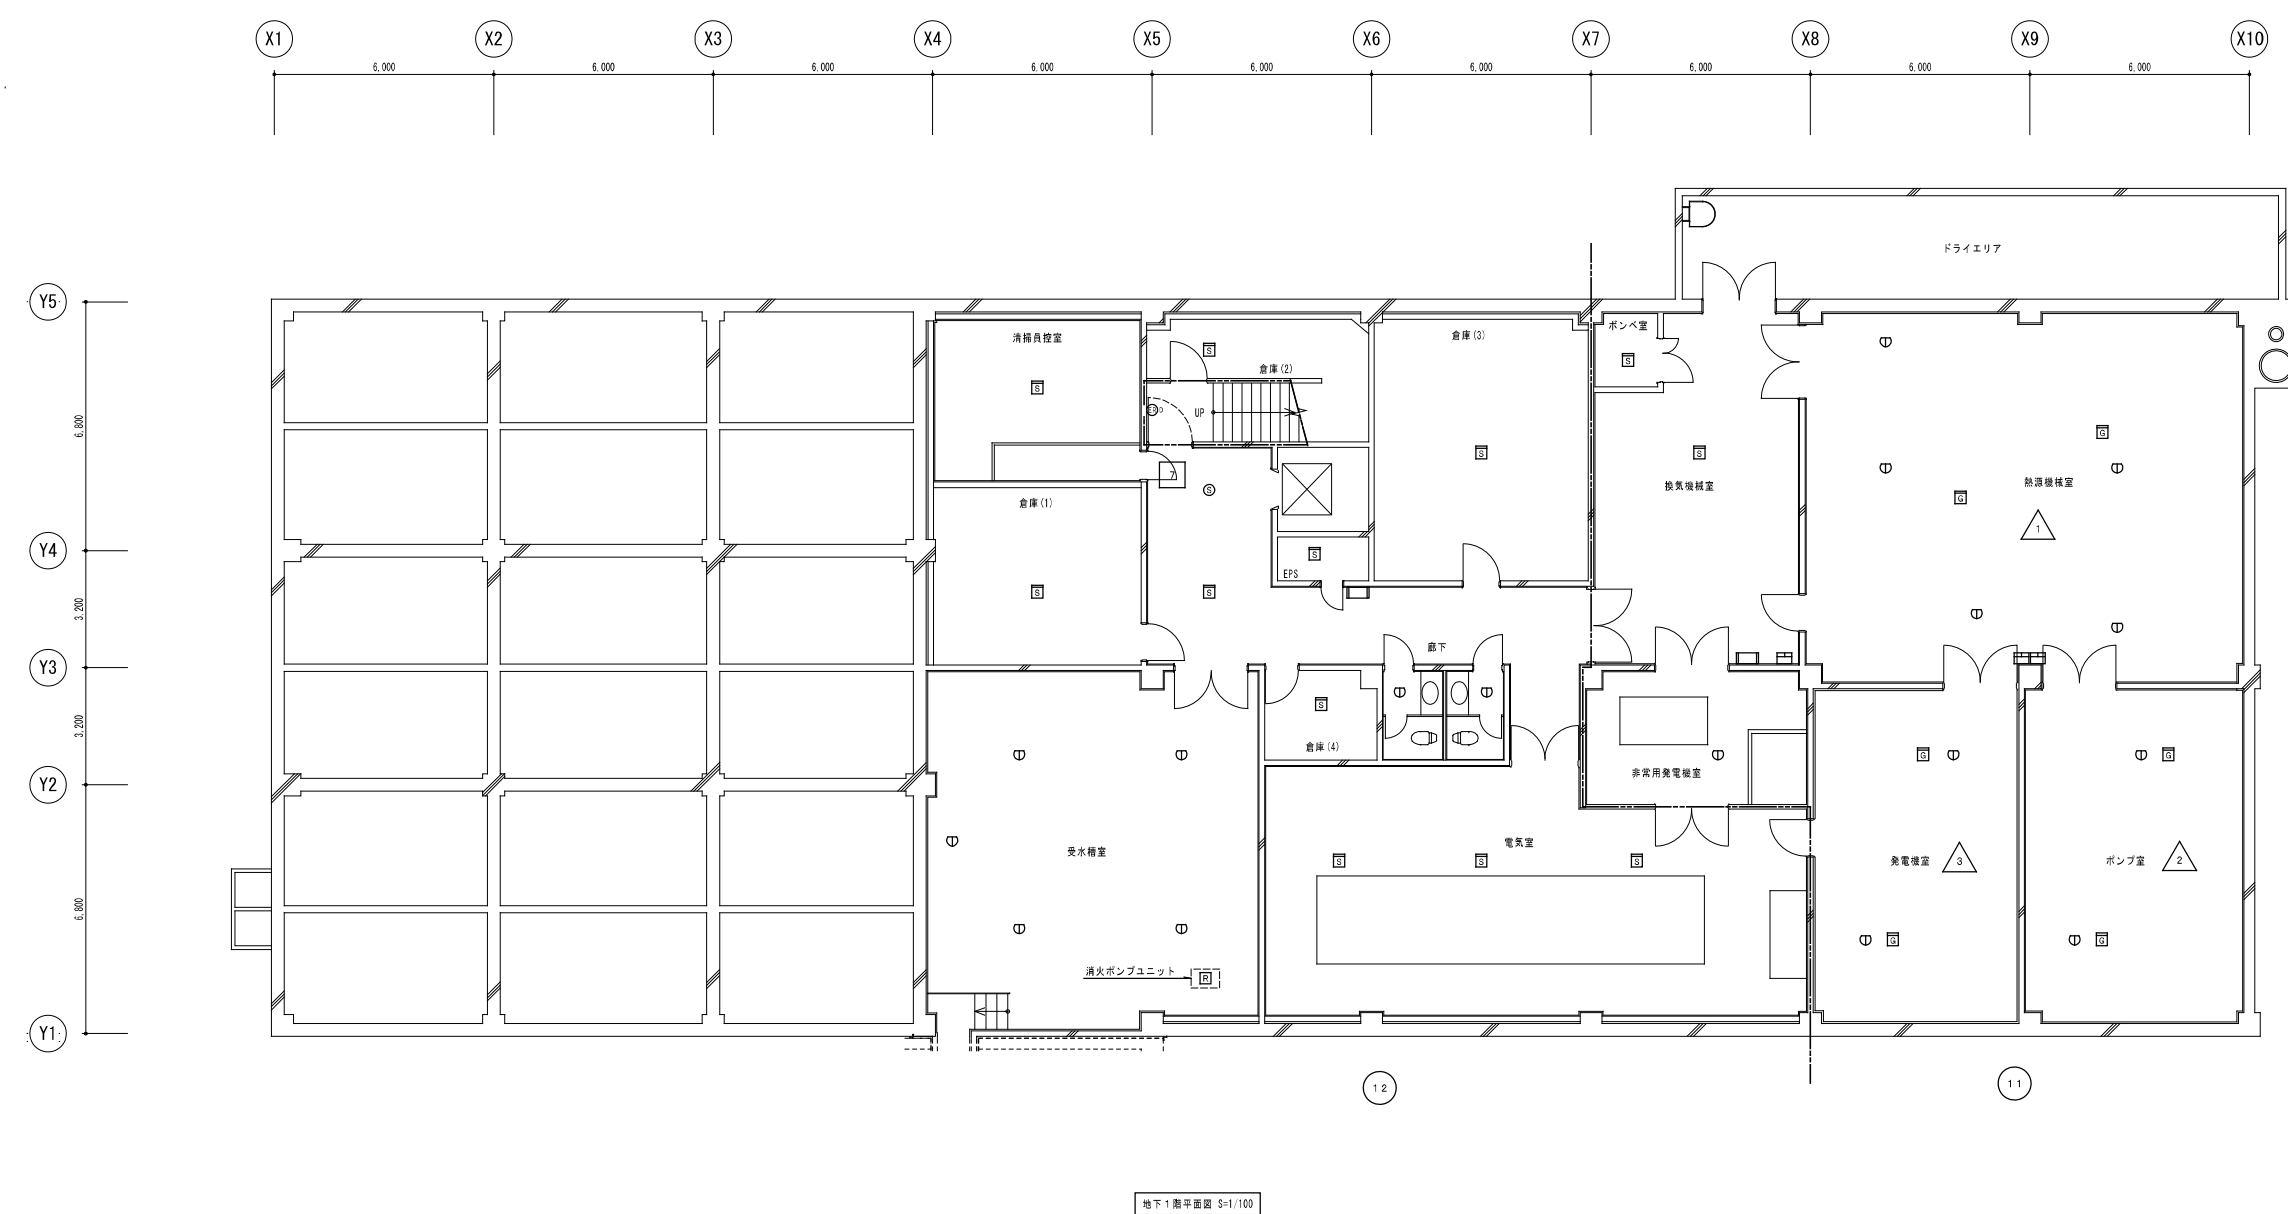 X1 X2 X3 X4 X5 X6 X7 X8 X9 X10
6,000 6,000 6,000 6,000 6,000 6,000 6,000 6,000 6,000
ドライエリア
Y5
ボンベ室
清掃員控室
倉庫(3)
S
S
S
倉庫(2)
S
UP
6,800
G
S
S
換気機械室
熱源機械室
7
S
G
倉庫(1)
1
Y4
S
EPS
S
S
3,200
廊下
Y3
S
3,200
倉庫(4)
G
G
非常用発電機室
Y2
電気室
受水槽室
S
S
S
発電機室
3
ポンプ室
2
6,800
G
G
消火ポンプユニット
R
Y1
12
11
地下1階平面図 S=1/100